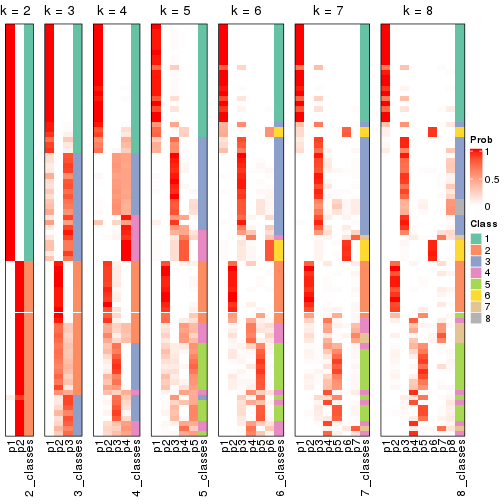 k = 2 k = 3 k = 4 k = 5 k = 6 k = 7 k = 8
Prob
1
0.5
0
Class
1
2
3
4
5
6
7
8
p1 p2 2_classes
p1 p2 p3 3_classes
p1 p2 p3 p4 4_classes
p1 p2 p3 p4 p5 5_classes
p1 p2 p3 p4 p5 p6 6_classes
p1 p2 p3 p4 p5 p6 p7 7_classes
p1 p2 p3 p4 p5 p6 p7 p8 8_classes